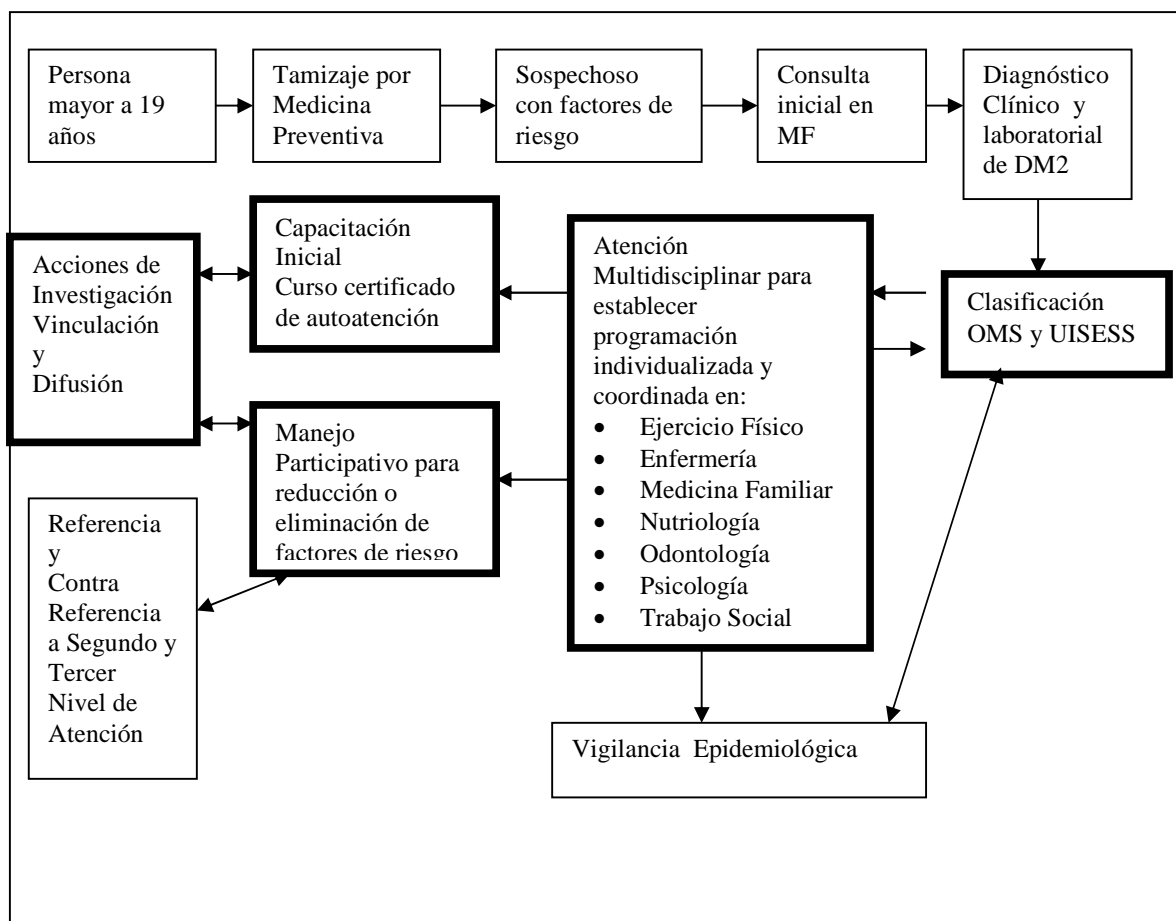 Persona
mayor a 19
años
Tamizaje por
Medicina
Preventiva
Sospechoso
con factores de
riesgo
Consulta
inicial en
MF
Diagnóstico
Clínico y
laboratorial
de DM2
Acciones de
Investigación
Vinculación
y
Difusión
Capacitación
Inicial
Curso certificado
de autoatención
Atención
Multidisciplinar para
establecer
programación
individualizada y
coordinada en:
• Ejercicio Físico
• Enfermería
• Medicina Familiar
• Nutriología
• Odontología
• Psicología
• Trabajo Social
Clasificación
OMS y UISESS
Manejo
Participativo para
reducción o
eliminación de
factores de riesgo
Referencia
y
Contra
Referencia
a Segundo y
Tercer
Nivel de
Atención
Vigilancia Epidemiológica